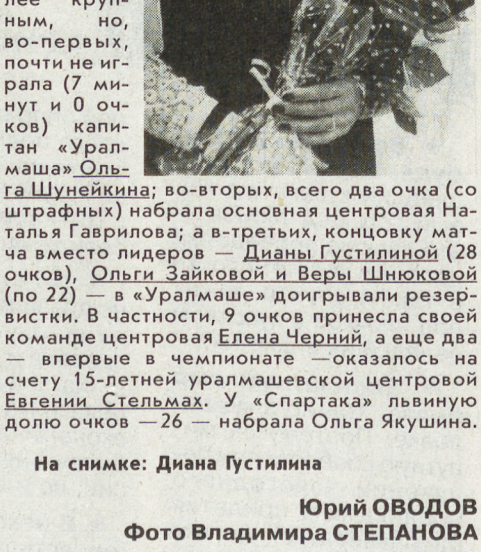 лее круп-
ным, но,
во-первых,
почти не иг-
рала (7 ми-
нут и 0 оч-
ков) капи-
тан «Урал-
маша» Оль-
га Шунейкина; во-вторых, всего два очка (со
штрафных) набрала основная центровая На-
талья Гаврилова; а в-третьих, концовку мат-
ча вместо лидеров — Дианы Густилиной (28
очков), Ольги Зайковой и Веры Шнюковой
(по 22) — в «Уралмаше» доигрывали резер-
вистки. В частности, 9 очков принесла своей
команде центровая Елена Черний, а еще два
— впервые в чемпионате —оказалось на
счету 15-летней уралмашевской центровой
Евгении Стельмах. У «Спартака» львиную
долю очков —26 — набрала Ольга Якушина.
На снимке: Диана Густилина
Юрий ОВОДОВ
Фото Владимира СТЕПАНОВА